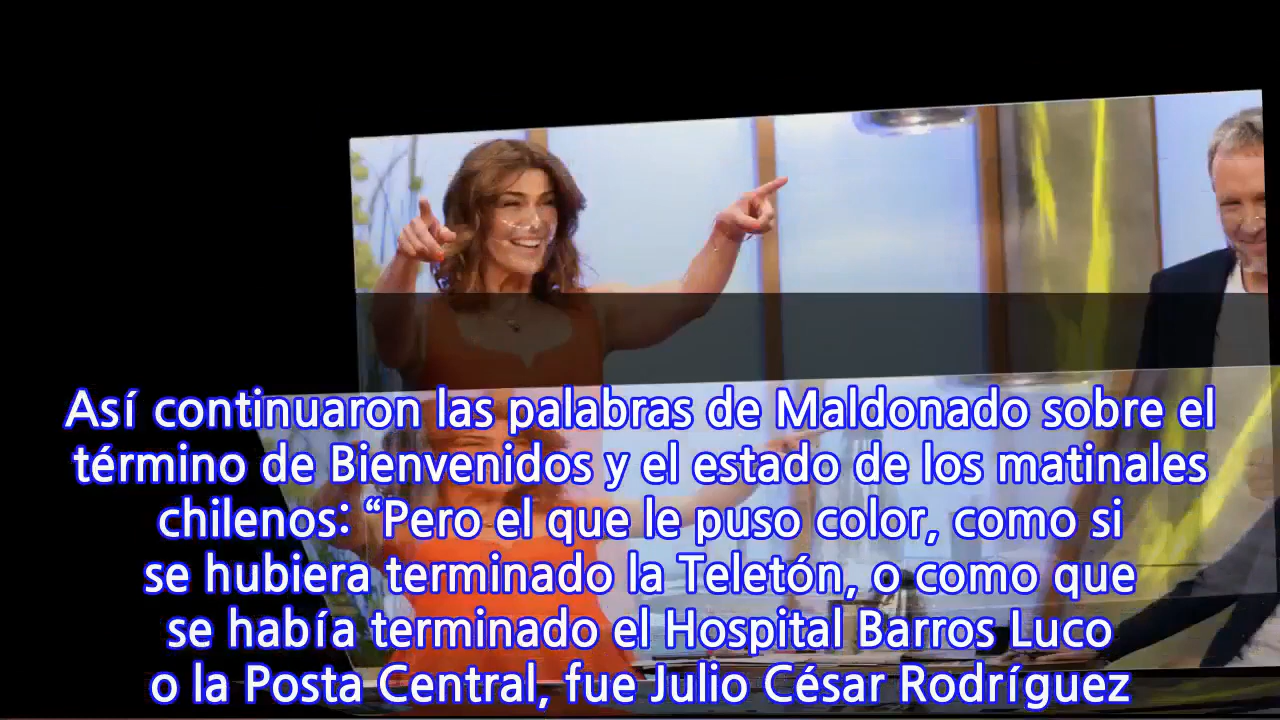 Así continuaron las palabras de Maldonado sobre el
término de Bienvenidos y el estado de los matinales
chilenos: “Pero el que le puso color, como si
se hubiera terminado la Teletón, o como que
se había terminado el Hospital Barros Luco
o la Posta Central, fue Julio César Rodríguez